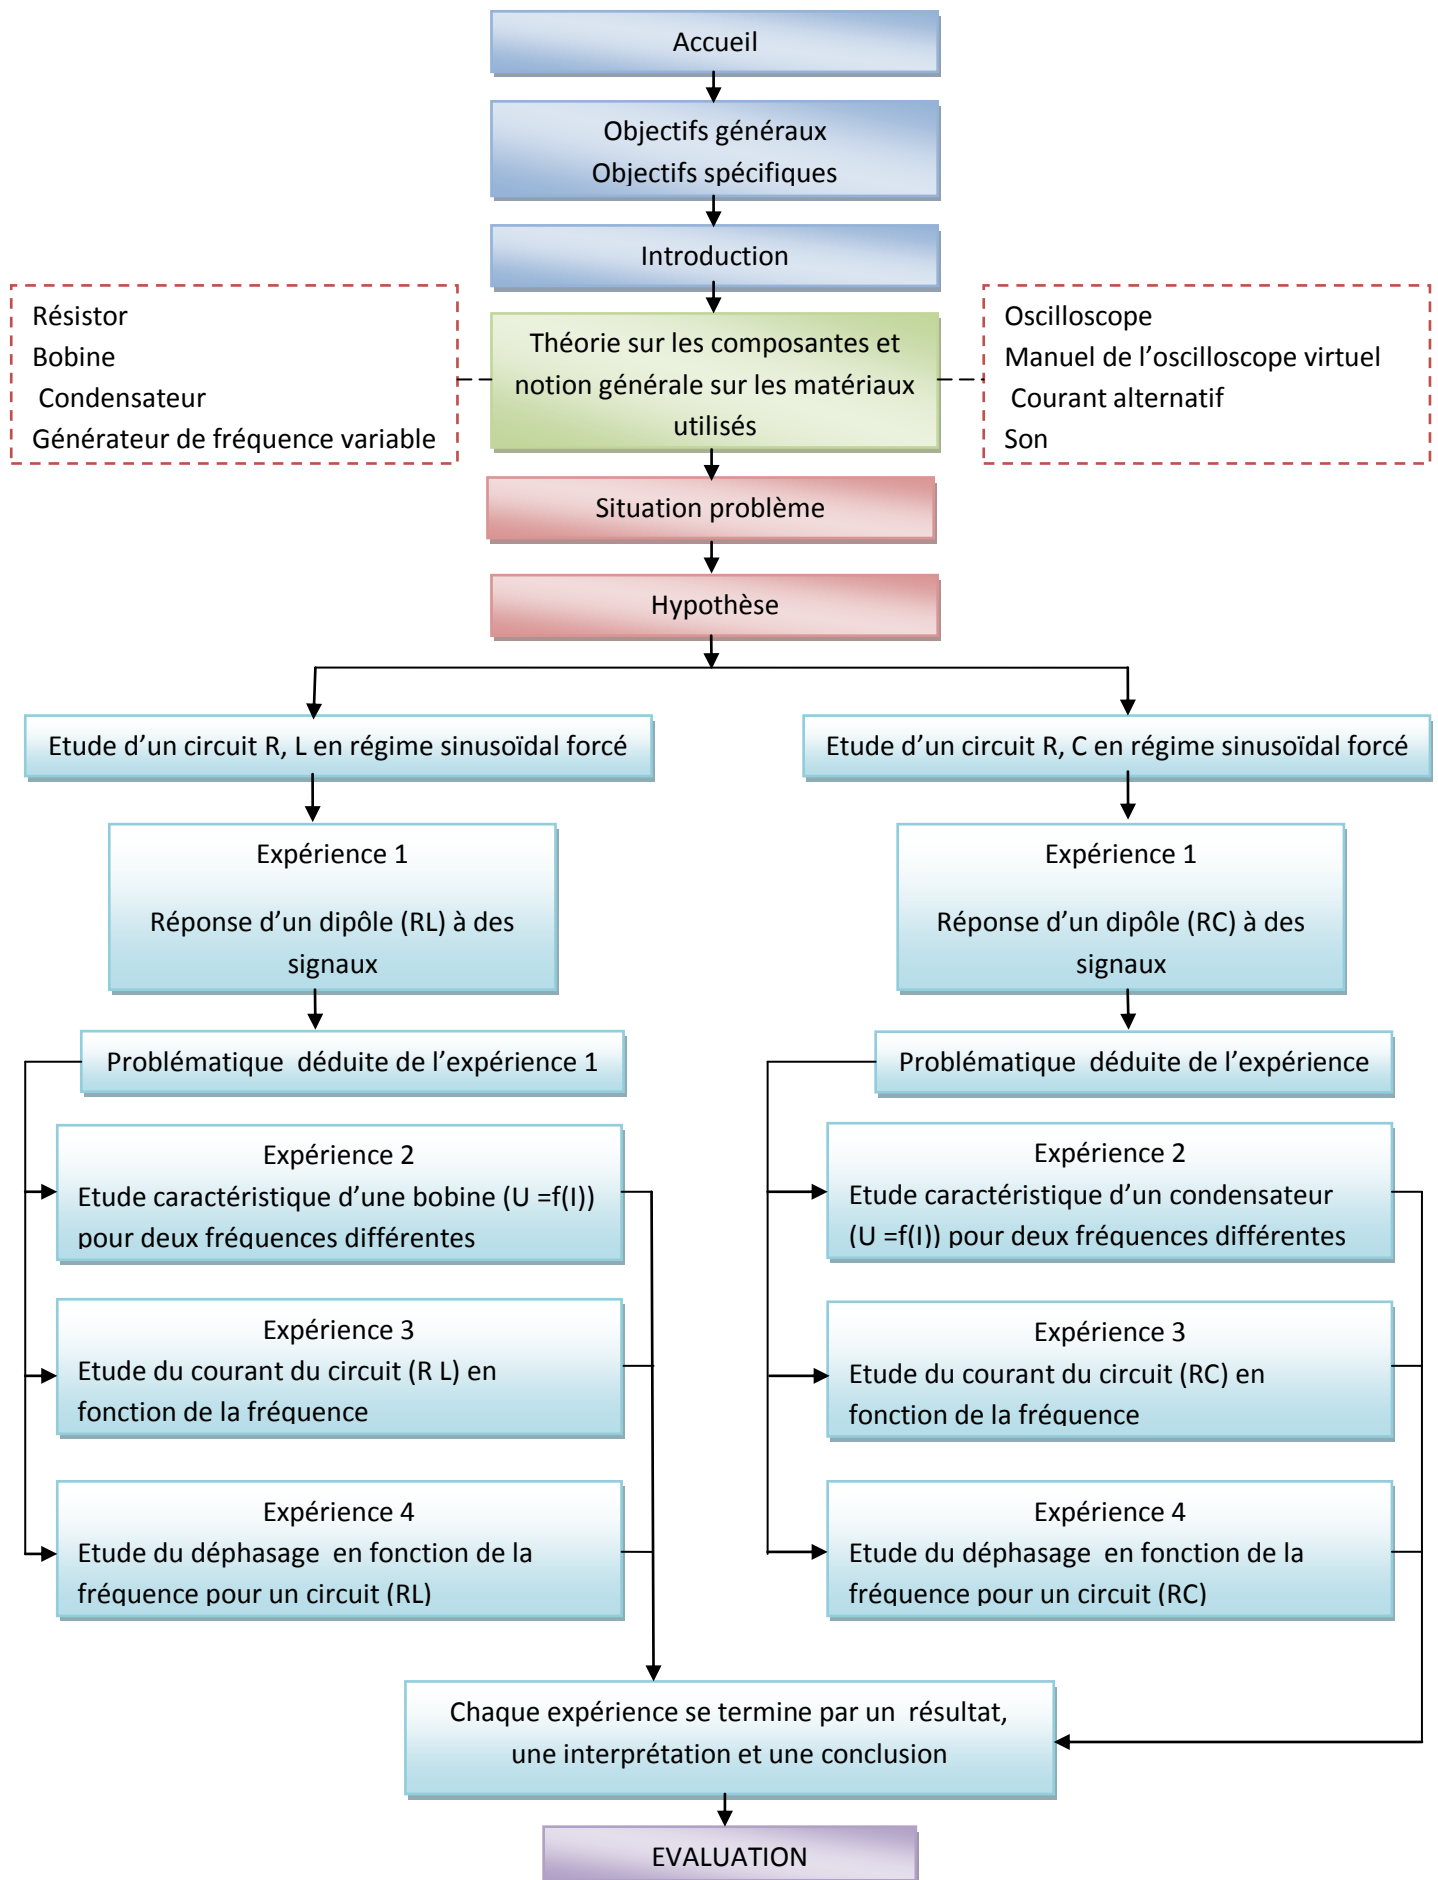 Accueil
Objectifs généraux
Objectifs spécifiques
Introduction
Résistor
Bobine
Condensateur
Générateur de fréquence variable
Théorie sur les composantes et
notion générale sur les matériaux
utilisés
Oscilloscope
Manuel de l’oscilloscope virtuel
Courant alternatif
Son
Situation problème
Hypothèse
Etude d’un circuit R, L en régime sinusoïdal forcé
Expérience 1
Réponse d’un dipôle (RL) à des
signaux
Problématique déduite de l’expérience 1
Expérience 2
Etude caractéristique d’une bobine (U =f(I))
pour deux fréquences différentes
Expérience 3
Etude du courant du circuit (R L) en
fonction de la fréquence
Expérience 4
Etude du déphasage en fonction de la
fréquence pour un circuit (RL)
Etude d’un circuit R, C en régime sinusoïdal forcé
Expérience 1
Réponse d’un dipôle (RC) à des
signaux
Problématique déduite de l’expérience
Expérience 2
Etude caractéristique d’un condensateur
(U =f(I)) pour deux fréquences différentes
Expérience 3
Etude du courant du circuit (RC) en
fonction de la fréquence
Expérience 4
Etude du déphasage en fonction de la
fréquence pour un circuit (RC)
Chaque expérience se termine par un résultat,
une interprétation et une conclusion
EVALUATION